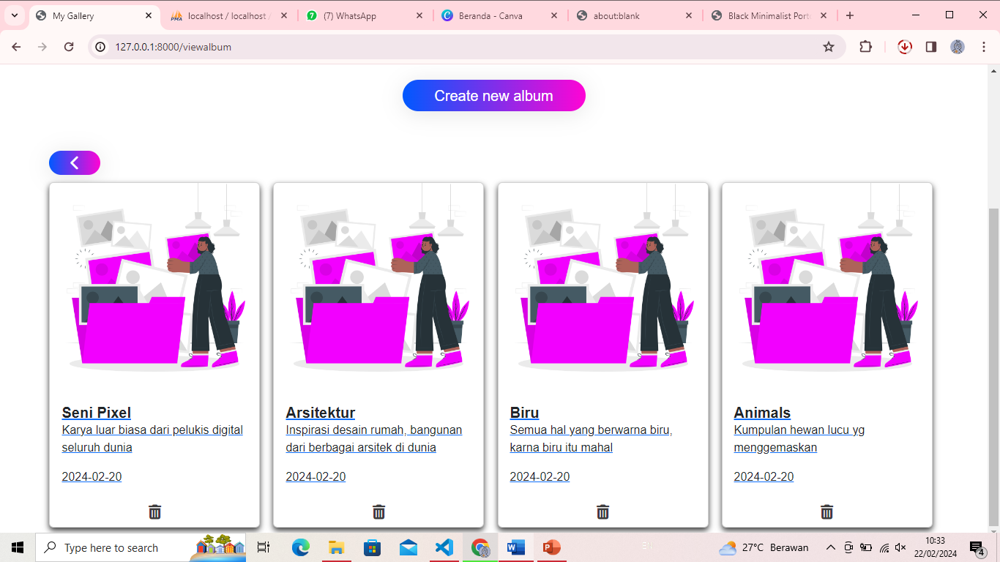 My Gallery
localhost / localhost /
(7) WhatsApp
Beranda - Canva
about:blank
Black Minimalist Port
127.0.0.1:8000/viewalbum
Create new album
Seni Pixel
Karya luar biasa dari pelukis digital
seluruh dunia
2024-02-20
Arsitektur
Inspirasi desain rumah, bangunan
dari berbagai arsitek di dunia
2024-02-20
Biru
Semua hal yang berwarna biru,
karna biru itu mahal
2024-02-20
Animals
Kumpulan hewan lucu yg
menggemaskan
2024-02-20
Type here to search
27°C Berawan
EN
10:33
22/02/2024
4